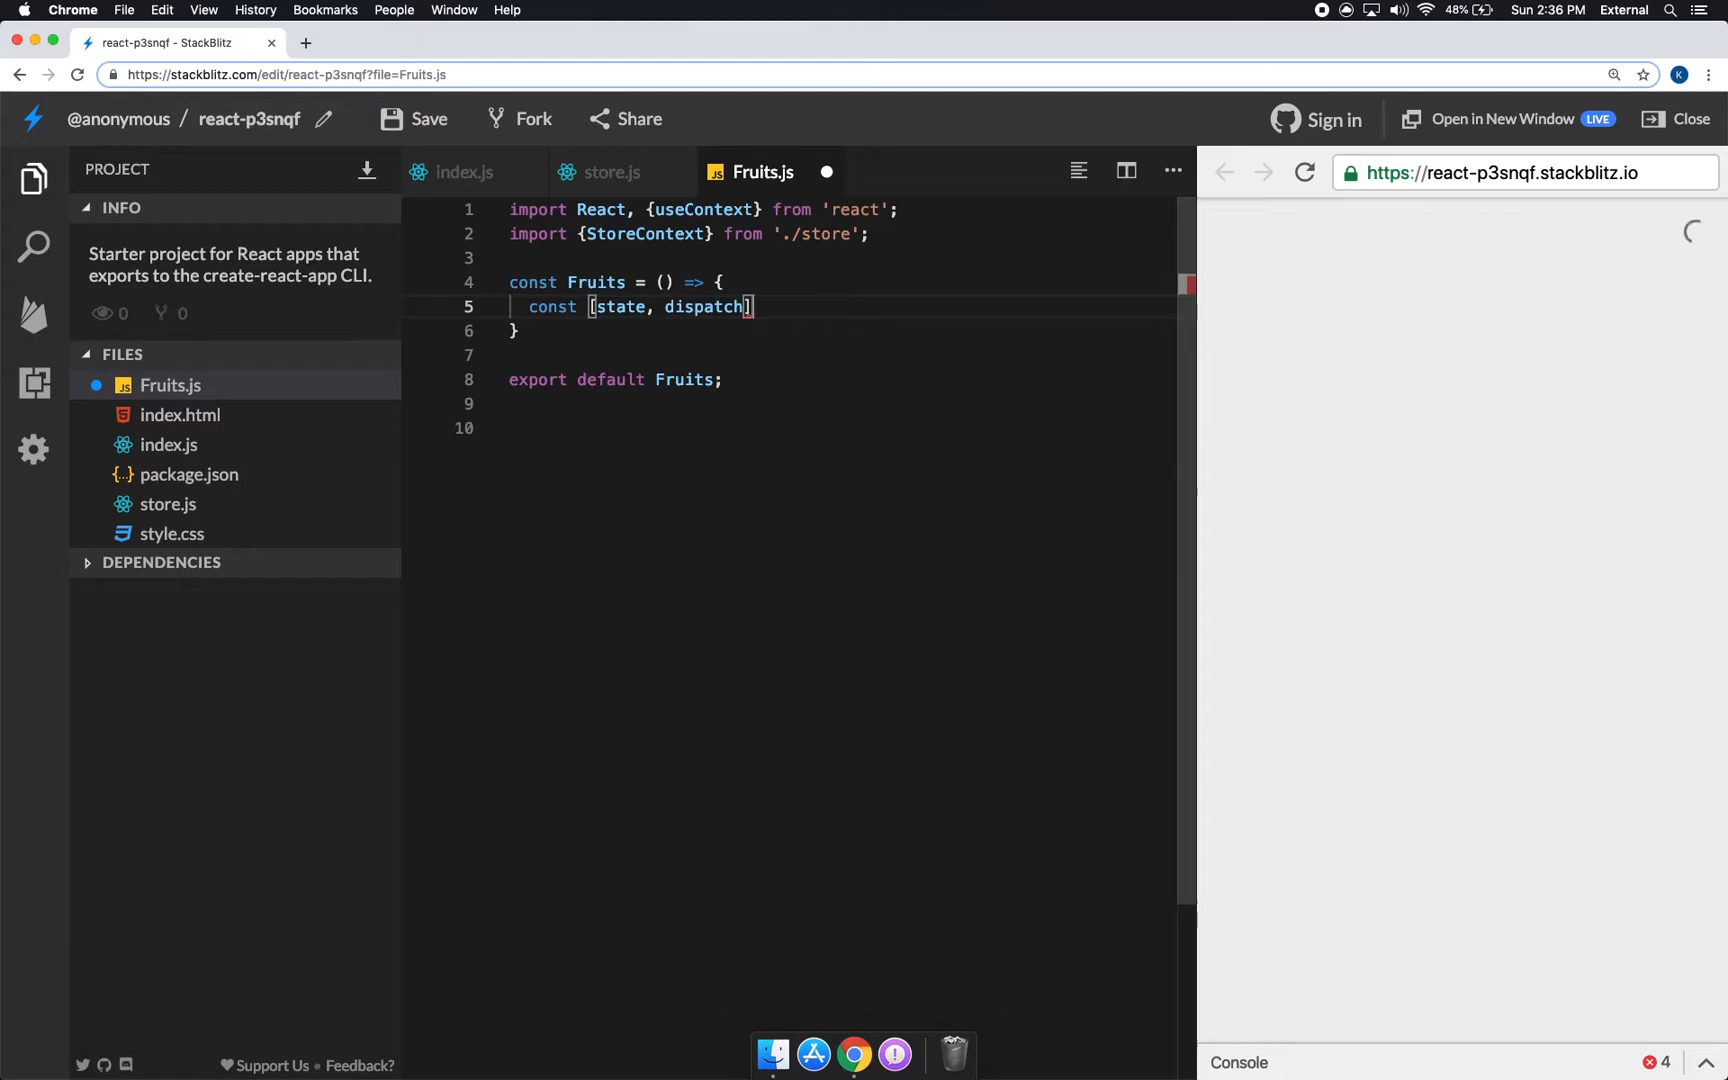 Chrome File Edit View History Bookmarks People Window Help 48% Sun 2:36 PM External
react-p3snqf - StackBlitz
https://stackblitz.com/edit/react-p3snqf?file=Fruits.js K
@anonymous / react-p3snqf Save Fork Share Sign in Open in New Window LIVE Close
PROJECT
INFO
Starter project for React apps that
exports to the create-react-app CLI.
0 0
FILES
JS Fruits.js
index.html
index.js
{..} package.json
store.js
style.css
DEPENDENCIES
Support Us • Feedback?
index.js store.js JS Fruits.js
1 import React, {useContext} from 'react';
2 import {StoreContext} from './store';
3
4 const Fruits = () => {
5 const [state, dispatch]
6 }
7
8 export default Fruits;
9
10
https://react-p3snqf.stackblitz.io
Console 4